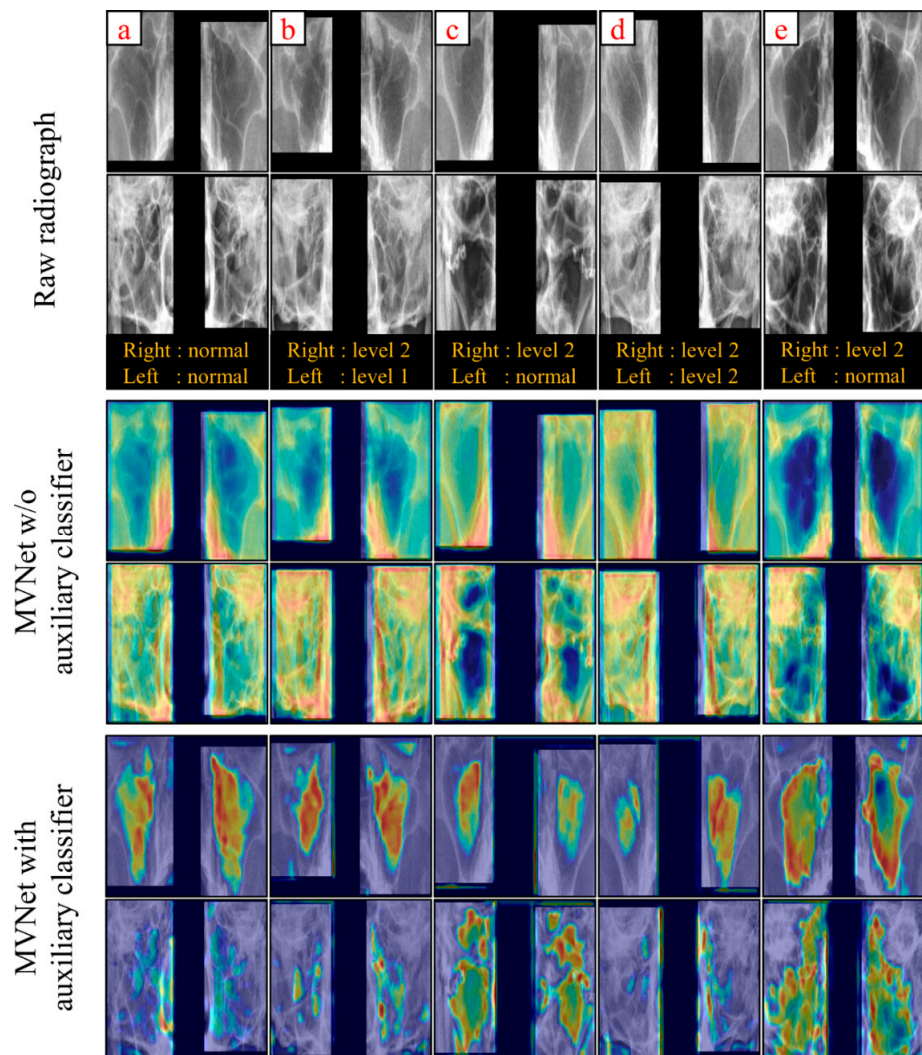 a b c d e
Raw radiograph
Right : normal
Left : normal
Right : level 2
Left : level 1
Right : level 2
Left : normal
Right : level 2
Left : level 2
Right : level 2
Left : normal
MVNet w/o
auxiliary classifier
MVNet with
auxiliary classifier